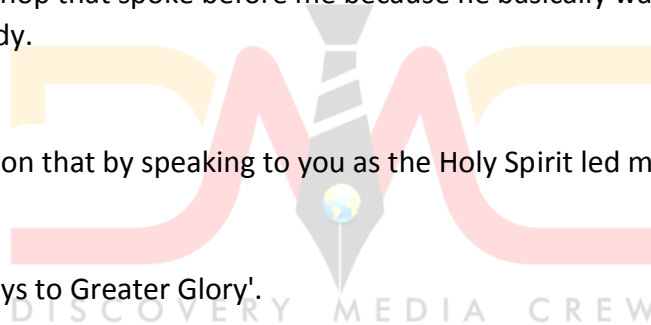 hop that spoke before me because he basically wa
dy.
on that by speaking to you as the Holy Spirit led m
ys to Greater Glory'.
DISCOVERY MEDIA CREW